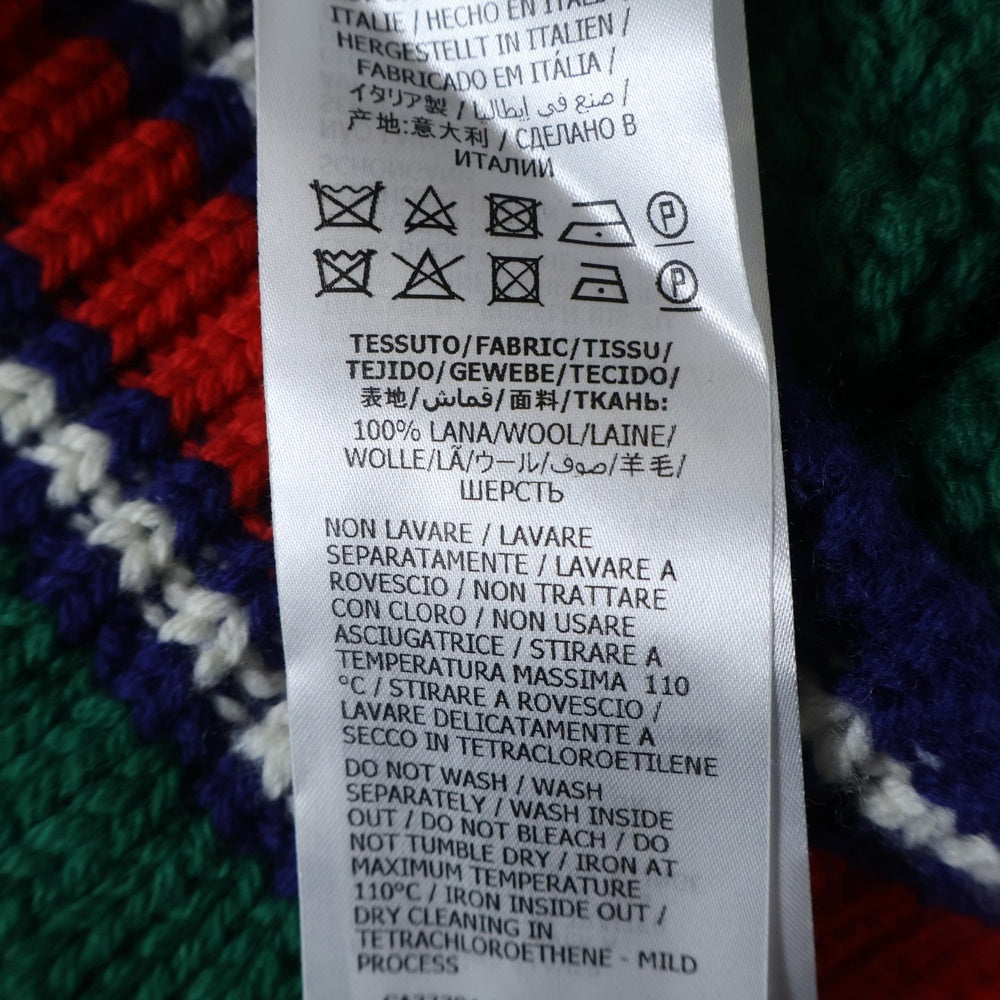 ITALIE / HECHO EN ITALIA
HERGESTELLT IN ITALIEN /
FABRICADO EM ITÁLIA /
イタリア製 / صنع في إيطاليا /
产地:意大利 / СДЕЛАНО В
ИТАЛИИ
P
P
TESSUTO/FABRIC/TISSU/
TEJIDO/GEWEBE/TECIDO/
表地/قماش/面料/ТКАНЬ:
100% LANA/WOOL/LAINE/
WOLLE/LÃ/ウール/صوف/羊毛/
ШЕРСТЬ
NON LAVARE / LAVARE
SEPARATAMENTE / LAVARE A
ROVESCIO / NON TRATTARE
CON CLORO / NON USARE
ASCIUGATRICE / STIRARE A
TEMPERATURA MASSIMA 110
°C / STIRARE A ROVESCIO /
LAVARE DELICATAMENTE A
SECCO IN TETRACLOROETILENE
DO NOT WASH / WASH
SEPARATELY / WASH INSIDE
OUT / DO NOT BLEACH / DO
NOT TUMBLE DRY / IRON AT
MAXIMUM TEMPERATURE
110°C / IRON INSIDE OUT /
DRY CLEANING IN
TETRACHLOROETHENE - MILD
PROCESS